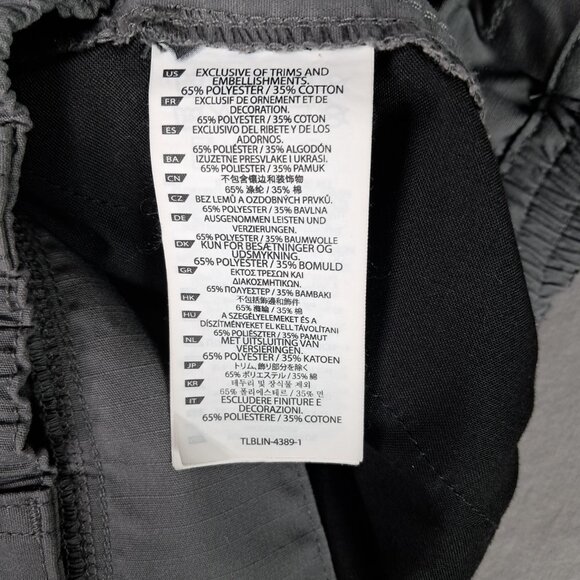 US EXCLUSIVE OF TRIMS AND
EMBELLISHMENTS.
65% POLYESTER / 35% COTTON
FR EXCLUSIF DE ORNEMENT ET DE
DECORATION.
65% POLYESTER / 35% COTON
ES EXCLUSIVO DEL RIBETE Y DE LOS
ADORNOS.
65% POLIÉSTER / 35% ALGODÓN
BA IZUZETNE PRESVLAKE I UKRASI.
65% POLIESTER / 35% PAMUK
CN 不包含镶边和装饰物
65% 涤纶 / 35% 棉
CZ BEZ LEMŮ A OZDOBNÝCH PRVKŮ.
65% POLYESTER / 35% BAVLNA
DE AUSGENOMMEN LEISTEN UND
VERZIERUNGEN.
65% POLYESTER / 35% BAUMWOLLE
DK KUN FOR BESÆTNINGER OG
UDSMYKNING.
65% POLYESTER / 35% BOMULD
GR ΕΚΤΟΣ ΤΡΕΣΩΝ ΚΑΙ
ΔΙΑΚΟΣΜΗΤΙΚΩΝ.
65% ΠΟΛΥΕΣΤΕΡ / 35% ΒΑΜΒΑΚΙ
HK 不包括飾邊和飾件
65% 滌綸 / 35% 棉
HU A SZEGÉLYELEMEKET ÉS A
DÍSZÍTMÉNYEKET EL KELL TÁVOLÍTANI
65% POLIÉSZTER / 35% PAMUT
NL MET UITSLUITING VAN
VERSIERINGEN.
65% POLYESTER / 35% KATOEN
JP トリム、飾り部分を除く
65% ポリエステル / 35% 綿
KR 테두리 및 장식물 제외
65% 폴리에스테르 / 35% 면
IT ESCLUDERE FINITURE E
DECORAZIONI.
65% POLIESTERE / 35% COTONE
TLBLIN-4389-1